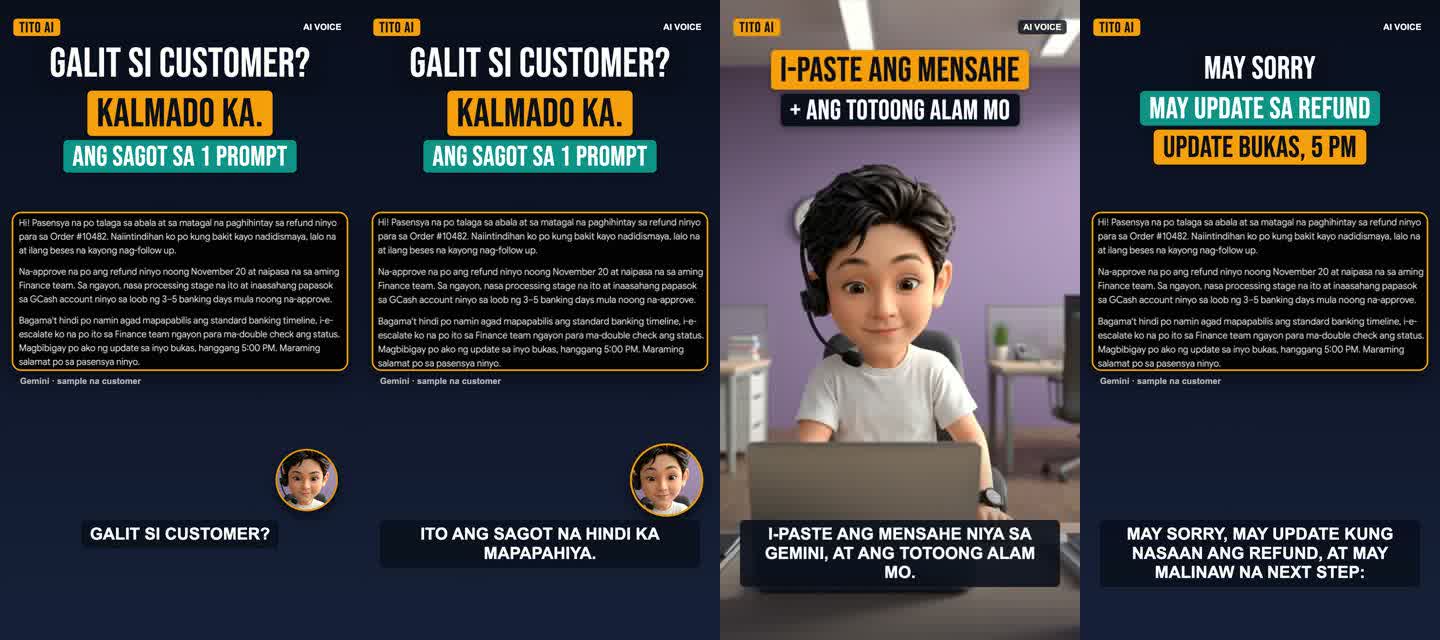 TITO AI
AI VOICE
GALIT SI CUSTOMER?
KALMADO KA.
ANG SAGOT SA 1 PROMPT
Hi! Pasensya na po talaga sa abala at sa matagal na paghihintay sa refund ninyo
para sa Order #10482. Naiintindihan ko po kung bakit kayo nadidismaya, lalo na
at ilang beses na kayong nag-follow up.
Na-approve na po ang refund ninyo noong November 20 at naipasa na sa aming
Finance team. Sa ngayon, nasa processing stage na ito at inaasahang papasok
sa GCash account ninyo sa loob ng 3–5 banking days mula noong na-approve.
Bagama't hindi po namin agad mapapabilis ang standard banking timeline, i-e-
escalate ko na po ito sa Finance team ngayon para ma-double check ang status.
Magbibigay po ako ng update sa inyo bukas, hanggang 5:00 PM. Maraming
salamat po sa pasensya ninyo.
Gemini · sample na customer
GALIT SI CUSTOMER?
TITO AI
AI VOICE
GALIT SI CUSTOMER?
KALMADO KA.
ANG SAGOT SA 1 PROMPT
Hi! Pasensya na po talaga sa abala at sa matagal na paghihintay sa refund ninyo
para sa Order #10482. Naiintindihan ko po kung bakit kayo nadidismaya, lalo na
at ilang beses na kayong nag-follow up.
Na-approve na po ang refund ninyo noong November 20 at naipasa na sa aming
Finance team. Sa ngayon, nasa processing stage na ito at inaasahang papasok
sa GCash account ninyo sa loob ng 3–5 banking days mula noong na-approve.
Bagama't hindi po namin agad mapapabilis ang standard banking timeline, i-e-
escalate ko na po ito sa Finance team ngayon para ma-double check ang status.
Magbibigay po ako ng update sa inyo bukas, hanggang 5:00 PM. Maraming
salamat po sa pasensya ninyo.
Gemini · sample na customer
ITO ANG SAGOT NA HINDI KA
MAPAPAHIYA.
TITO AI
AI VOICE
I-PASTE ANG MENSAHE
+ ANG TOTOONG ALAM MO
I-PASTE ANG MENSAHE NIYA SA
GEMINI, AT ANG TOTOONG ALAM
MO.
TITO AI
AI VOICE
MAY SORRY
MAY UPDATE SA REFUND
UPDATE BUKAS, 5 PM
Hi! Pasensya na po talaga sa abala at sa matagal na paghihintay sa refund ninyo
para sa Order #10482. Naiintindihan ko po kung bakit kayo nadidismaya, lalo na
at ilang beses na kayong nag-follow up.
Na-approve na po ang refund ninyo noong November 20 at naipasa na sa aming
Finance team. Sa ngayon, nasa processing stage na ito at inaasahang papasok
sa GCash account ninyo sa loob ng 3–5 banking days mula noong na-approve.
Bagama't hindi po namin agad mapapabilis ang standard banking timeline, i-e-
escalate ko na po ito sa Finance team ngayon para ma-double check ang status.
Magbibigay po ako ng update sa inyo bukas, hanggang 5:00 PM. Maraming
salamat po sa pasensya ninyo.
Gemini · sample na customer
MAY SORRY, MAY UPDATE KUNG
NASAAN ANG REFUND, AT MAY
MALINAW NA NEXT STEP: